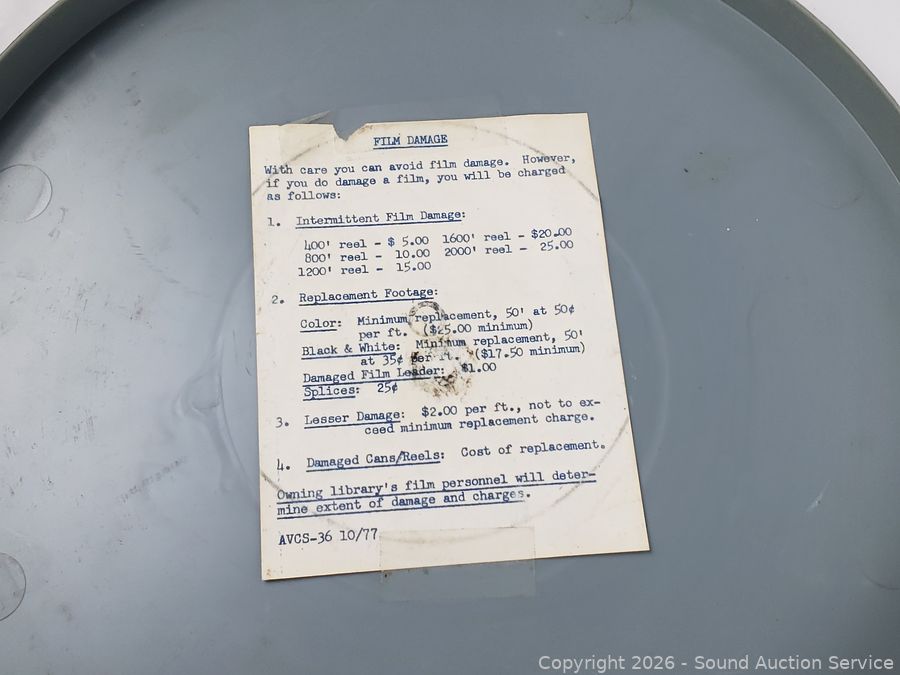 FILM DAMAGE
With care you can avoid film damage. However,
if you do damage a film, you will be charged
as follows:
1. Intermittent Film Damage:
400' reel - $ 5.00 1600' reel - $20.00
800' reel - 10.00 2000' reel - 25.00
1200' reel - 15.00
2. Replacement Footage:
Color: Minimum replacement, 50' at 50¢
per ft. ($25.00 minimum)
Black & White: Minimum replacement, 50'
at 35¢ per ft. ($17.50 minimum)
Damaged Film Leader: $1.00
Splices: 25¢
3. Lesser Damage: $2.00 per ft., not to ex-
ceed minimum replacement charge.
4. Damaged Cans/Reels: Cost of replacement.
Owning library's film personnel will deter-
mine extent of damage and charges.
AVCS-36 10/77
Copyright 2026 - Sound Auction Service